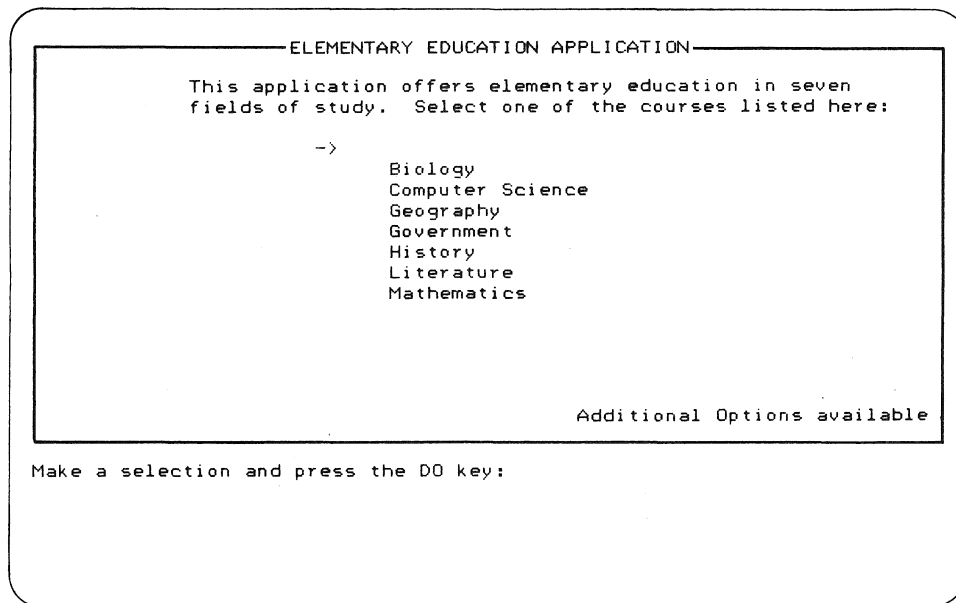 ELEMENTARY EDUCATION APPLICATION
This application offers elementary education in seven
fields of study. Select one of the courses listed here:
->
Biology
Computer Science
Geography
Government
History
Literature
Mathematics
Additional Options available
Make a selection and press the DO key: